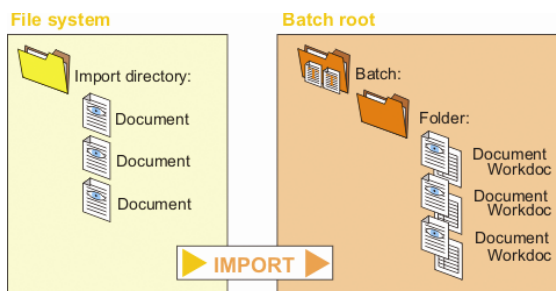 File system
Import directory:
Document
Document
Document
Batch root
Batch:
Folder:
Document
Workdoc
Document
Workdoc
Document
Workdoc
IMPORT